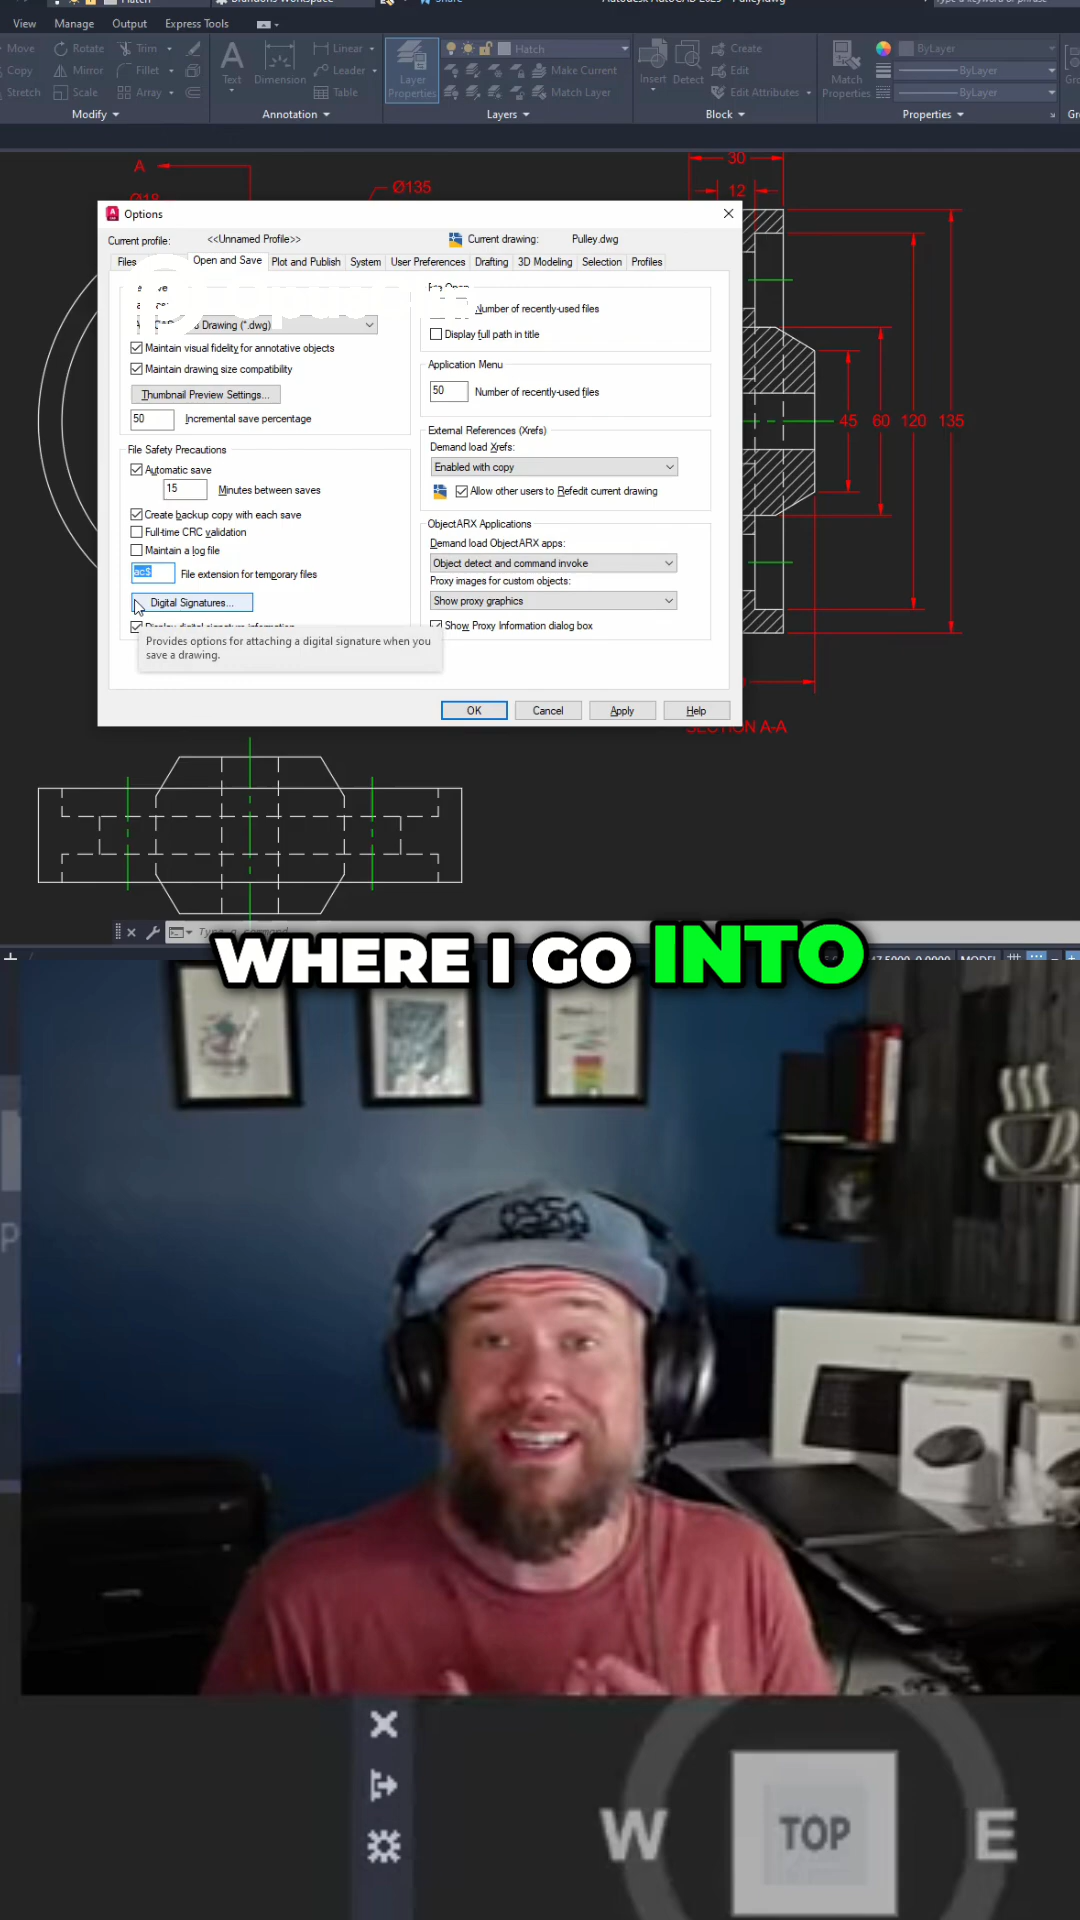 Share
View Manage Output Express Tools
Move Rotate Trim
Copy Mirror Fillet
Stretch Scale Array
Modify
Text
Dimension
Linear
Leader
Table
Annotation
Layer
Properties
Hatch
Make Current
Match Layer
Layers
Insert
Detect
Create
Edit
Edit Attributes
Block
Match
Properties
ByLayer
ByLayer
ByLayer
Properties
A
Ø135
30
12
45 60 120 135
SECTION A-A
Options
Current profile: <<Unnamed Profile>> Current drawing: Pulley.dwg
Files Open and Save Plot and Publish System User Preferences Drafting 3D Modeling Selection Profiles
Drawing (*.dwg)
Maintain visual fidelity for annotative objects
Maintain drawing size compatibility
Thumbnail Preview Settings...
50 Incremental save percentage
File Safety Precautions
Automatic save
15 Minutes between saves
Create backup copy with each save
Full-time CRC validation
Maintain a log file
ac$ File extension for temporary files
Digital Signatures...
Display digital signature information
Provides options for attaching a digital signature when you
save a drawing.
Number of recently-used files
Display full path in title
Application Menu
50 Number of recently-used files
External References (Xrefs)
Demand load Xrefs:
Enabled with copy
Allow other users to Refedit current drawing
ObjectARX Applications
Demand load ObjectARX apps:
Object detect and command invoke
Proxy images for custom objects:
Show proxy graphics
Show Proxy Information dialog box
OK Cancel Apply Help
Type a command
MODEL
WHERE I GO INTO
W TOP E